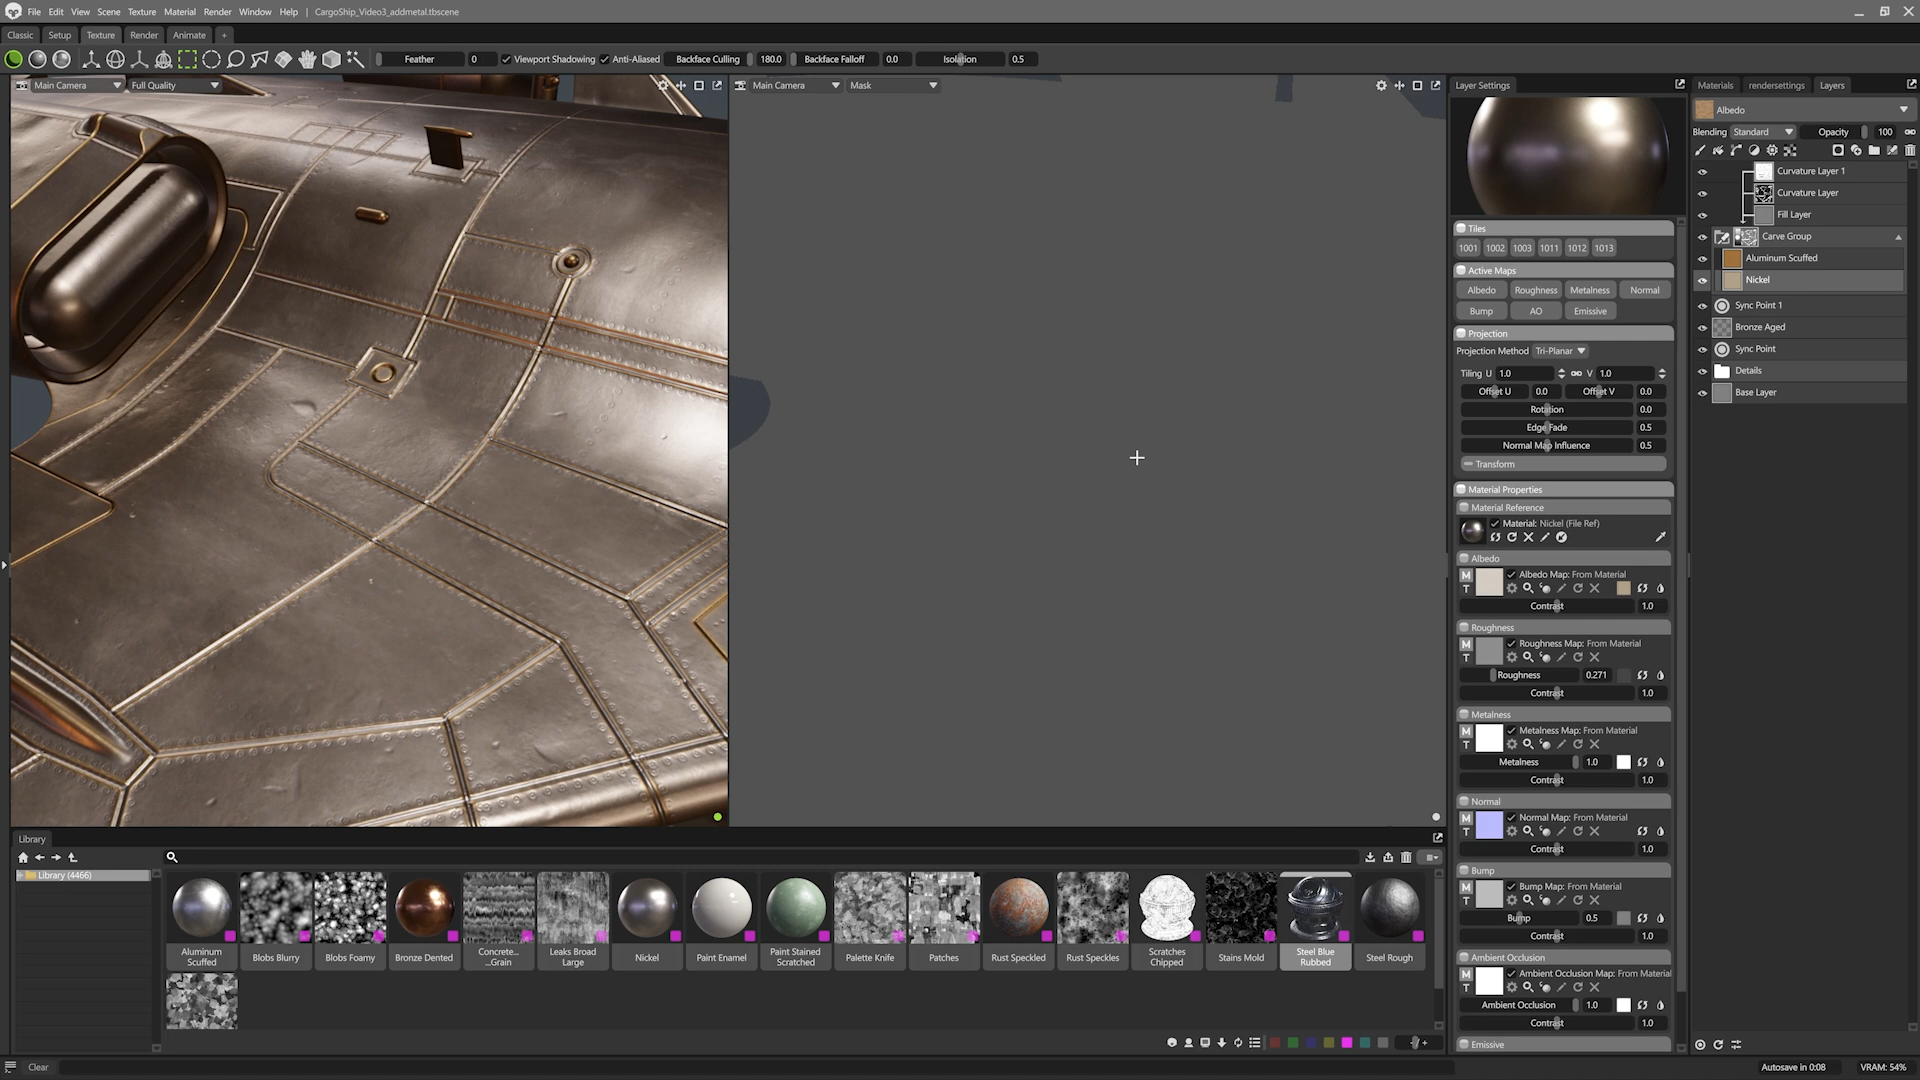 File Edit View Scene Texture Material Render Window Help | CargoShip_Video3_addmetal.tbscene
Classic Setup Texture Render Animate +
Feather 0 Viewport Shadowing Anti-Aliased Backface Culling 180.0 Backface Falloff 0.0 Isolation 0.5
Main Camera Full Quality
Main Camera Mask
Layer Settings
Tiles
1001 1002 1003 1011 1012 1013
Active Maps
Albedo Roughness Metalness Normal
Bump AO Emissive
Projection
Projection Method Tri-Planar
Tiling U 1.0 V 1.0
Offset U 0.0 Offset V 0.0
Rotation 0.0
Edge Fade 0.5
Normal Map Influence 0.5
Transform
Material Properties
Material Reference
Material: Nickel (File Ref)
Albedo
M Albedo Map: From Material
T
Contrast 1.0
Roughness
M Roughness Map: From Material
T
Roughness 0.271
Contrast 1.0
Metalness
M Metalness Map: From Material
T
Metalness 1.0
Contrast 1.0
Normal
M Normal Map: From Material
T
Contrast 1.0
Bump
M Bump Map: From Material
T
Bump 0.5
Contrast 1.0
Ambient Occlusion
M Ambient Occlusion Map: From Material
T
Ambient Occlusion 1.0
Contrast 1.0
Emissive
Materials rendersettings Layers
Albedo
Blending Standard Opacity 100
Curvature Layer 1
Curvature Layer
Fill Layer
Carve Group
Aluminum Scuffed
Nickel
Sync Point 1
Bronze Aged
Sync Point
Details
Base Layer
Library
Library (4466)
Aluminum Scuffed
Blobs Blurry
Blobs Foamy
Bronze Dented
Concrete... ...Grain
Leaks Broad Large
Nickel
Paint Enamel
Paint Stained Scratched
Palette Knife
Patches
Rust Speckled
Rust Speckles
Scratches Chipped
Stains Mold
Steel Blue Rubbed
Steel Rough
Clear
Autosave in 0:08 VRAM: 54%